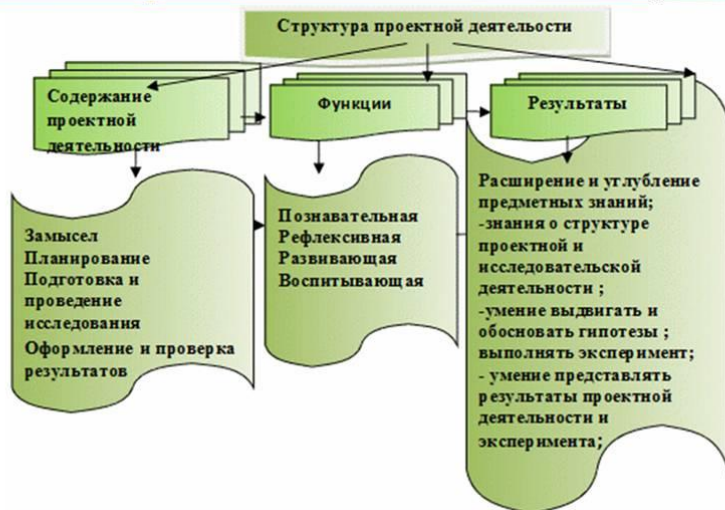 Структура проектной деятельости
Содержание
проектной
деятельности
Функции
Результаты
Замысел
Планирование
Подготовка и
проведение
исследования
Оформление и проверка
результатов
Познавательная
Рефлексивная
Развивающая
Воспитывающая
Расширение и углубление
предметных знаний;
-знания о структуре
проектной и
исследовательской
деятельности ;
-умение выдвигать и
обосновать гипотезы ;
выполнять эксперимент;
- умение представлять
результаты проектной
деятельности и
эксперимента;